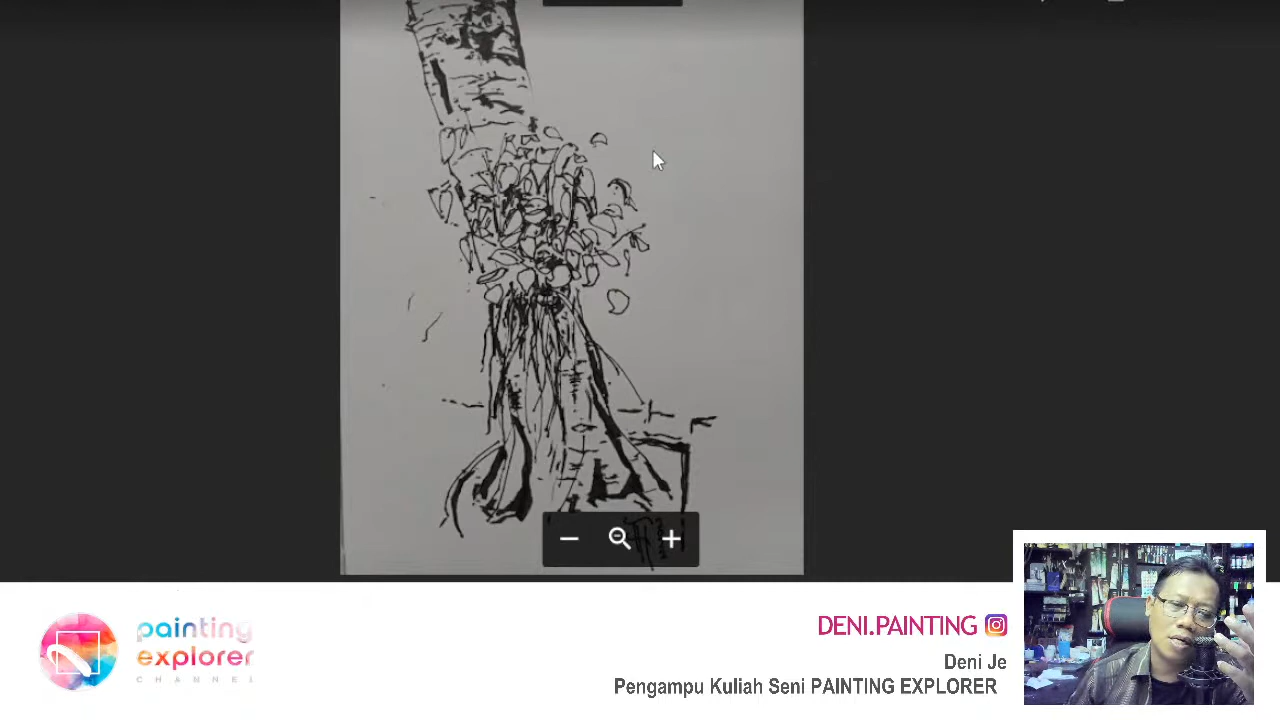 painting
explorer
CHANNEL
DENI.PAINTING
Deni Je
Pengampu Kuliah Seni PAINTING EXPLORER